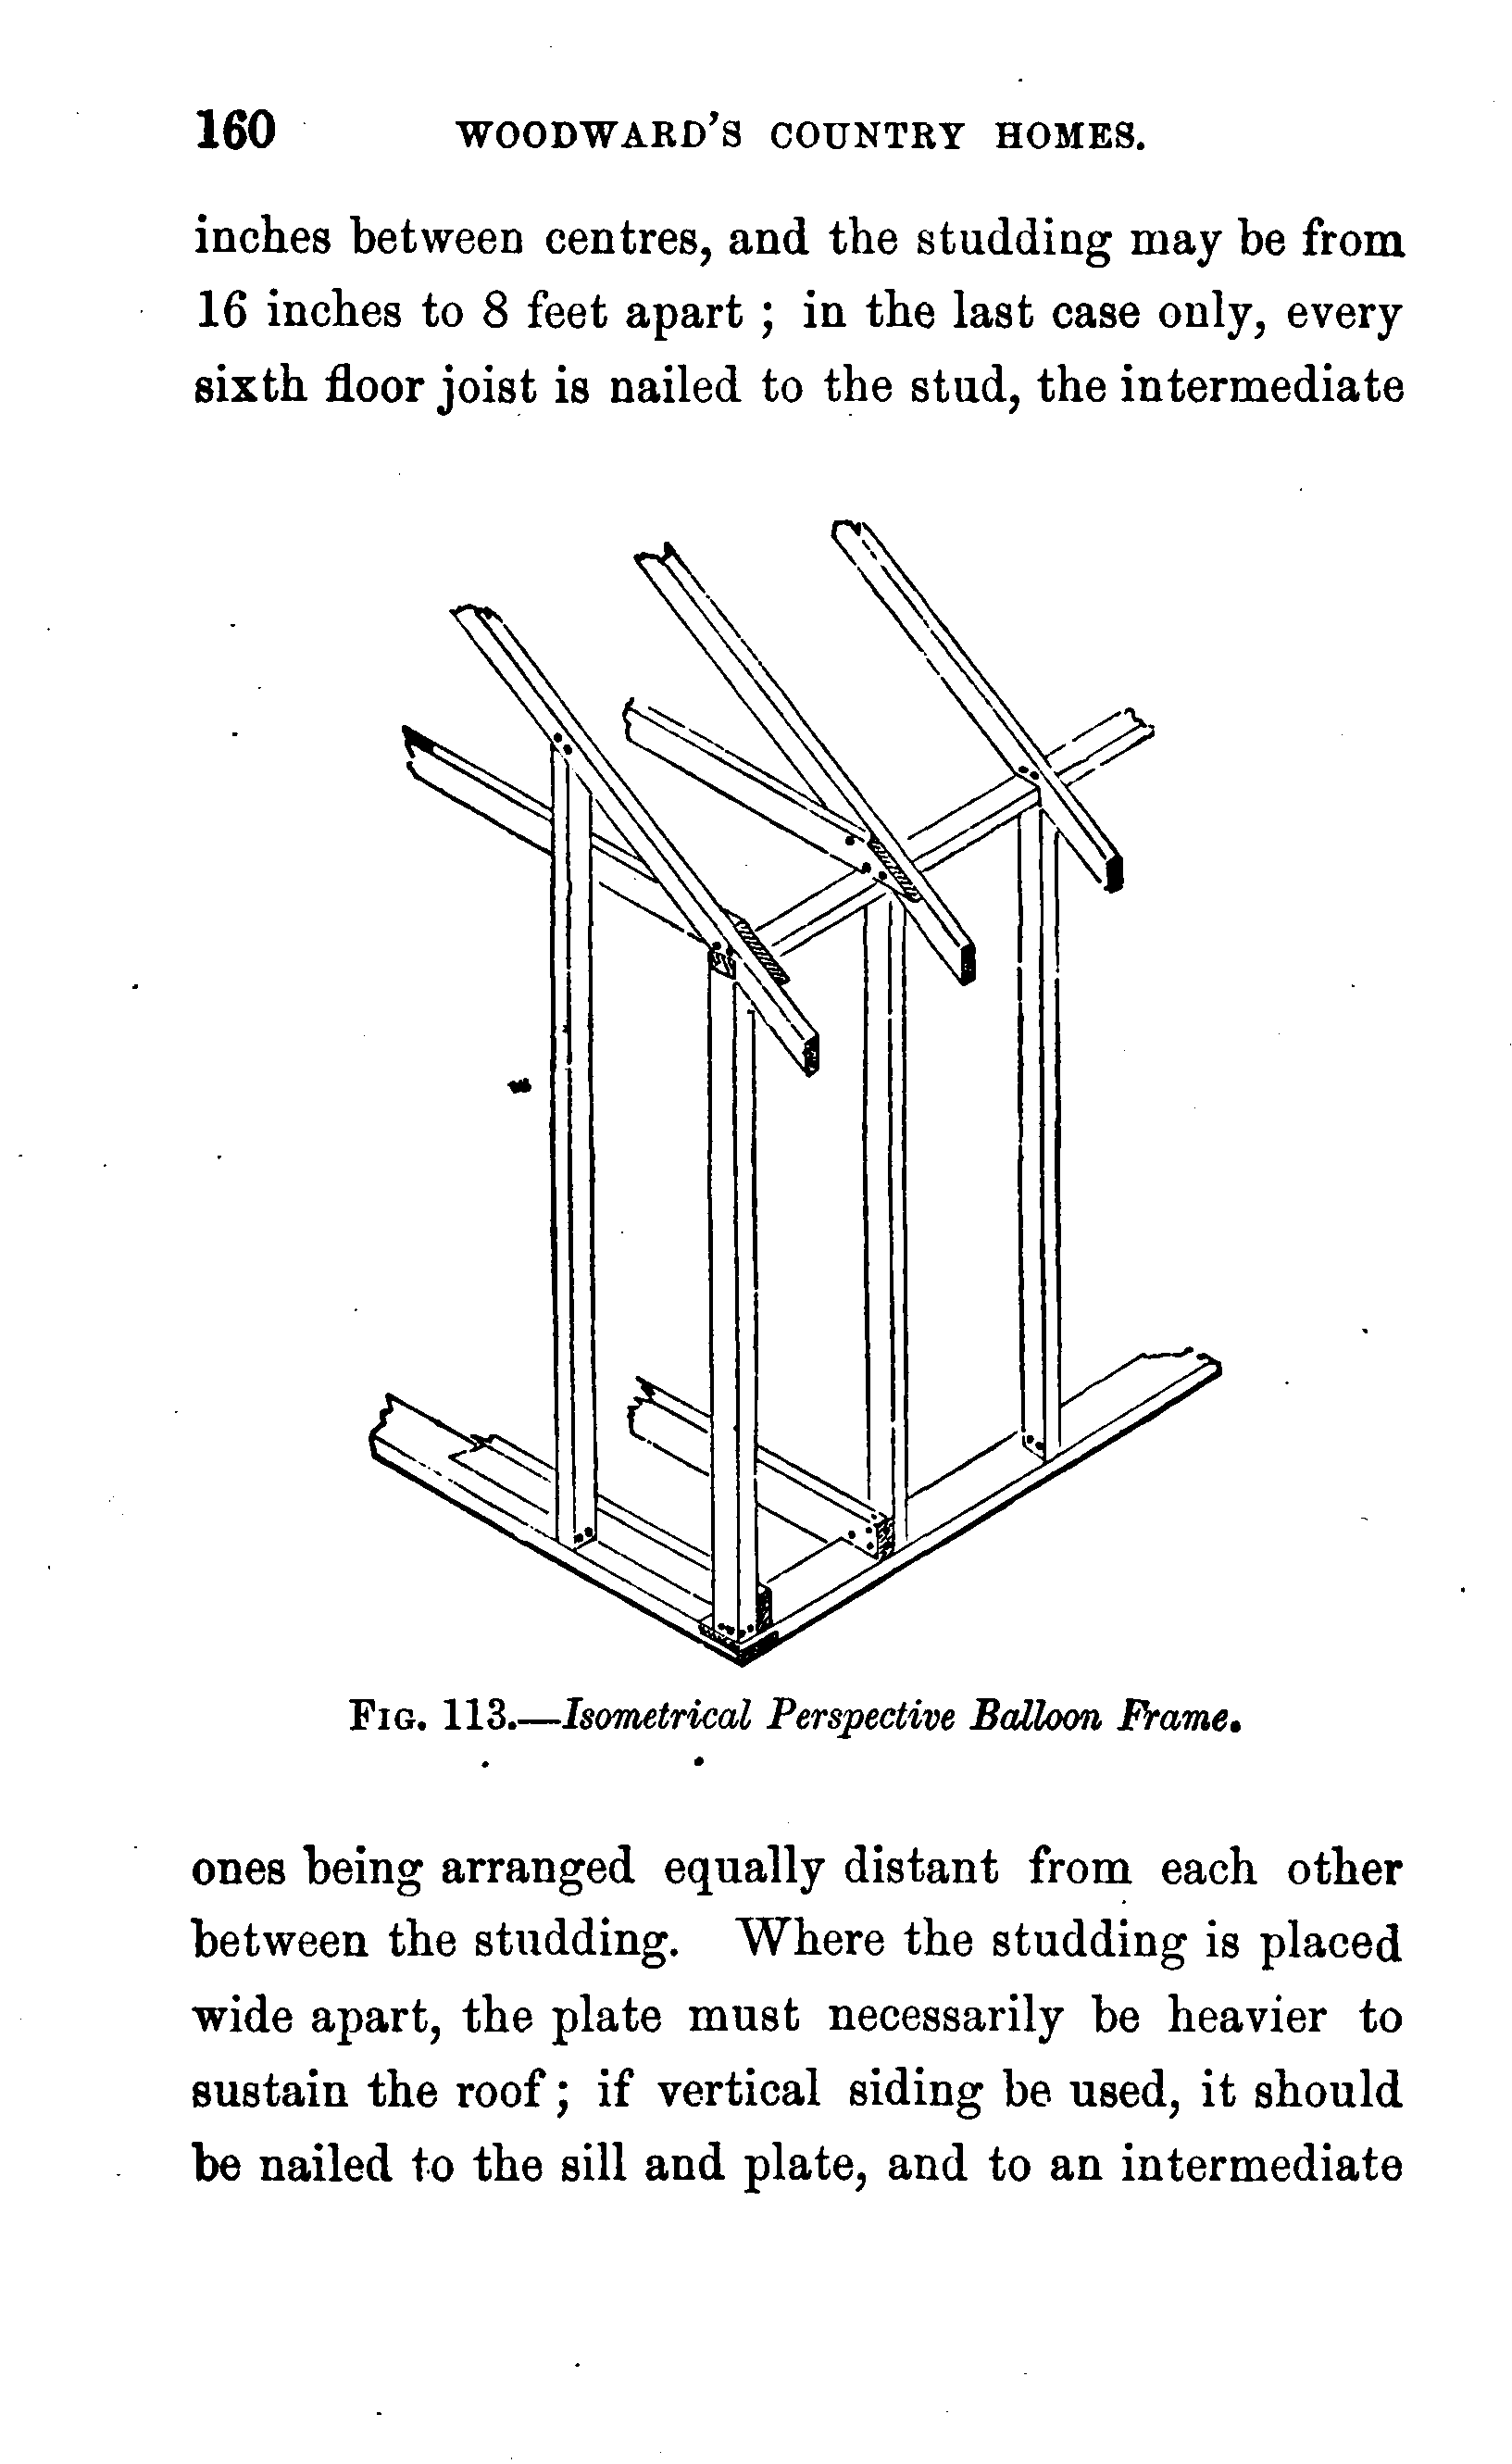 160 WOODWARD'S COUNTRY HOMES.
inches between centres, and the studding may be from
16 inches to 8 feet apart ; in the last case only, every
sixth floor joist is nailed to the stud, the intermediate
FIG. 113.—Isometrical Perspective Balloon Frame.
ones being arranged equally distant from each other
between the studding. Where the studding is placed
wide apart, the plate must necessarily be heavier to
sustain the roof ; if vertical siding be used, it should
be nailed to the sill and plate, and to an intermediate